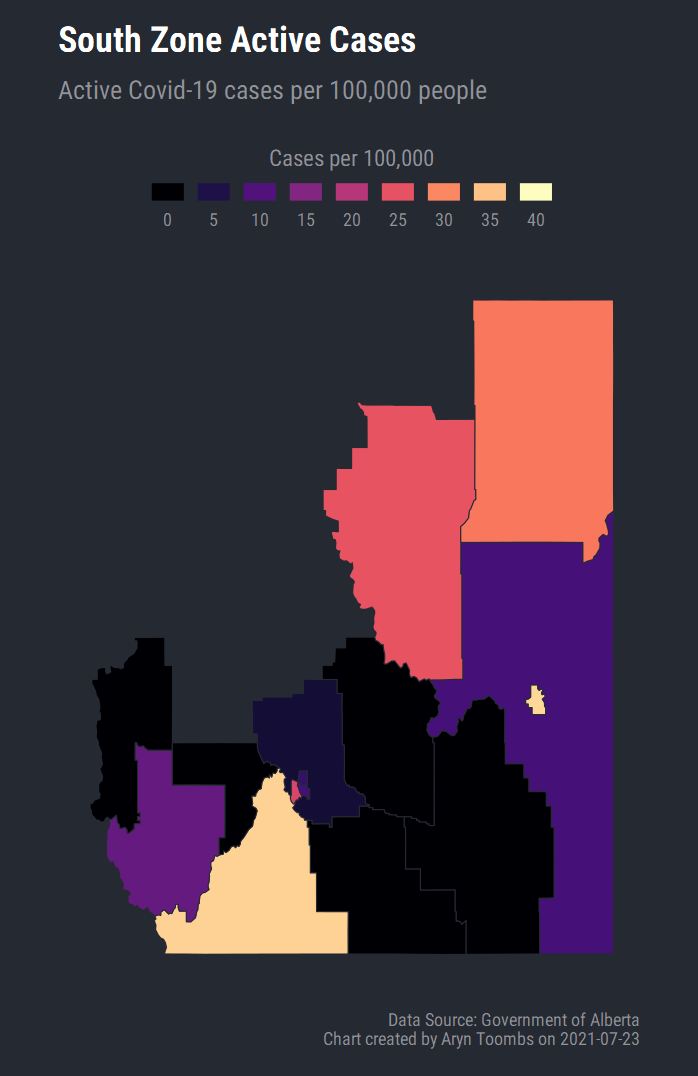 South Zone Active Cases
Active Covid-19 cases per 100,000 people
Cases per 100,000
0 5 10 15 20 25 30 35 40
Data Source: Government of Alberta
Chart created by Aryn Toombs on 2021-07-23